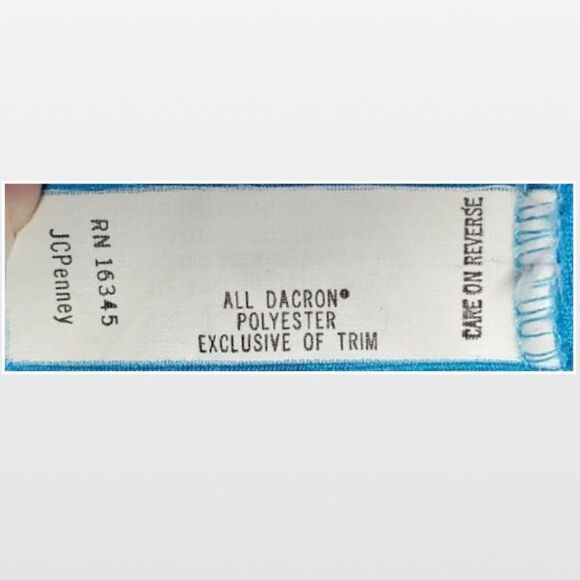 RN 16345
JCPenney
ALL DACRON®
POLYESTER
EXCLUSIVE OF TRIM
CARE ON REVERSE